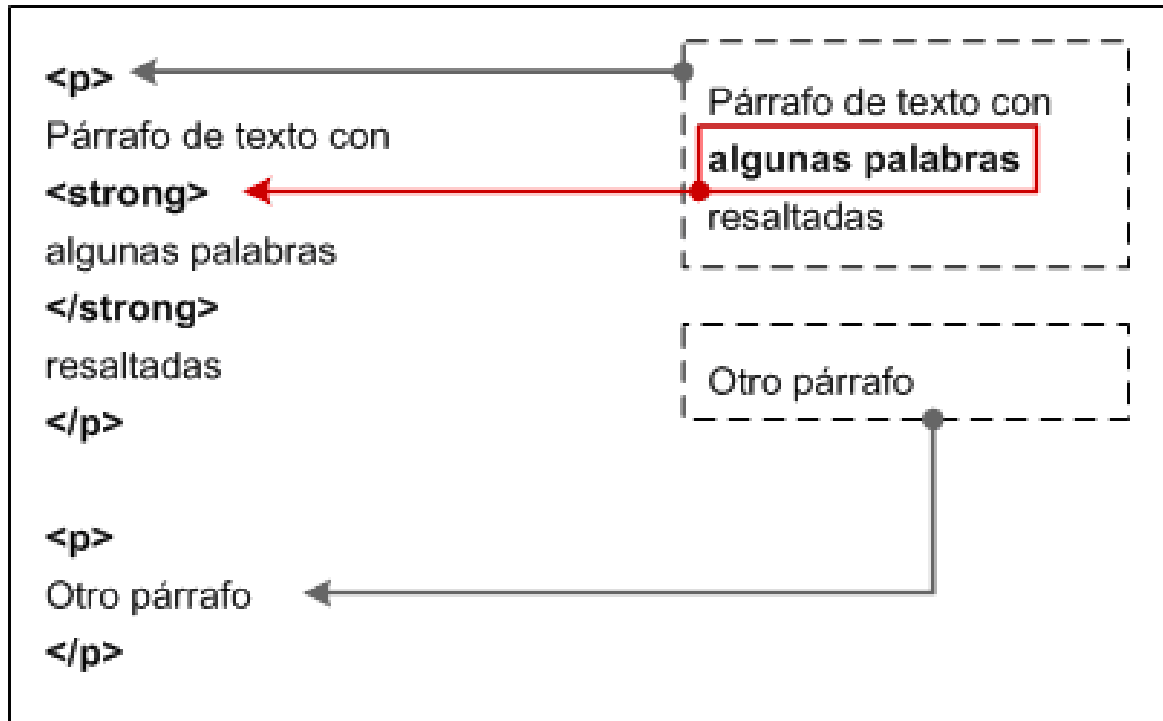 <p>
Párrafo de texto con
<strong>
algunas palabras
</strong>
resaltadas
</p>
<p>
Otro párrafo
</p>
Párrafo de texto con
algunas palabras
resaltadas
Otro párrafo